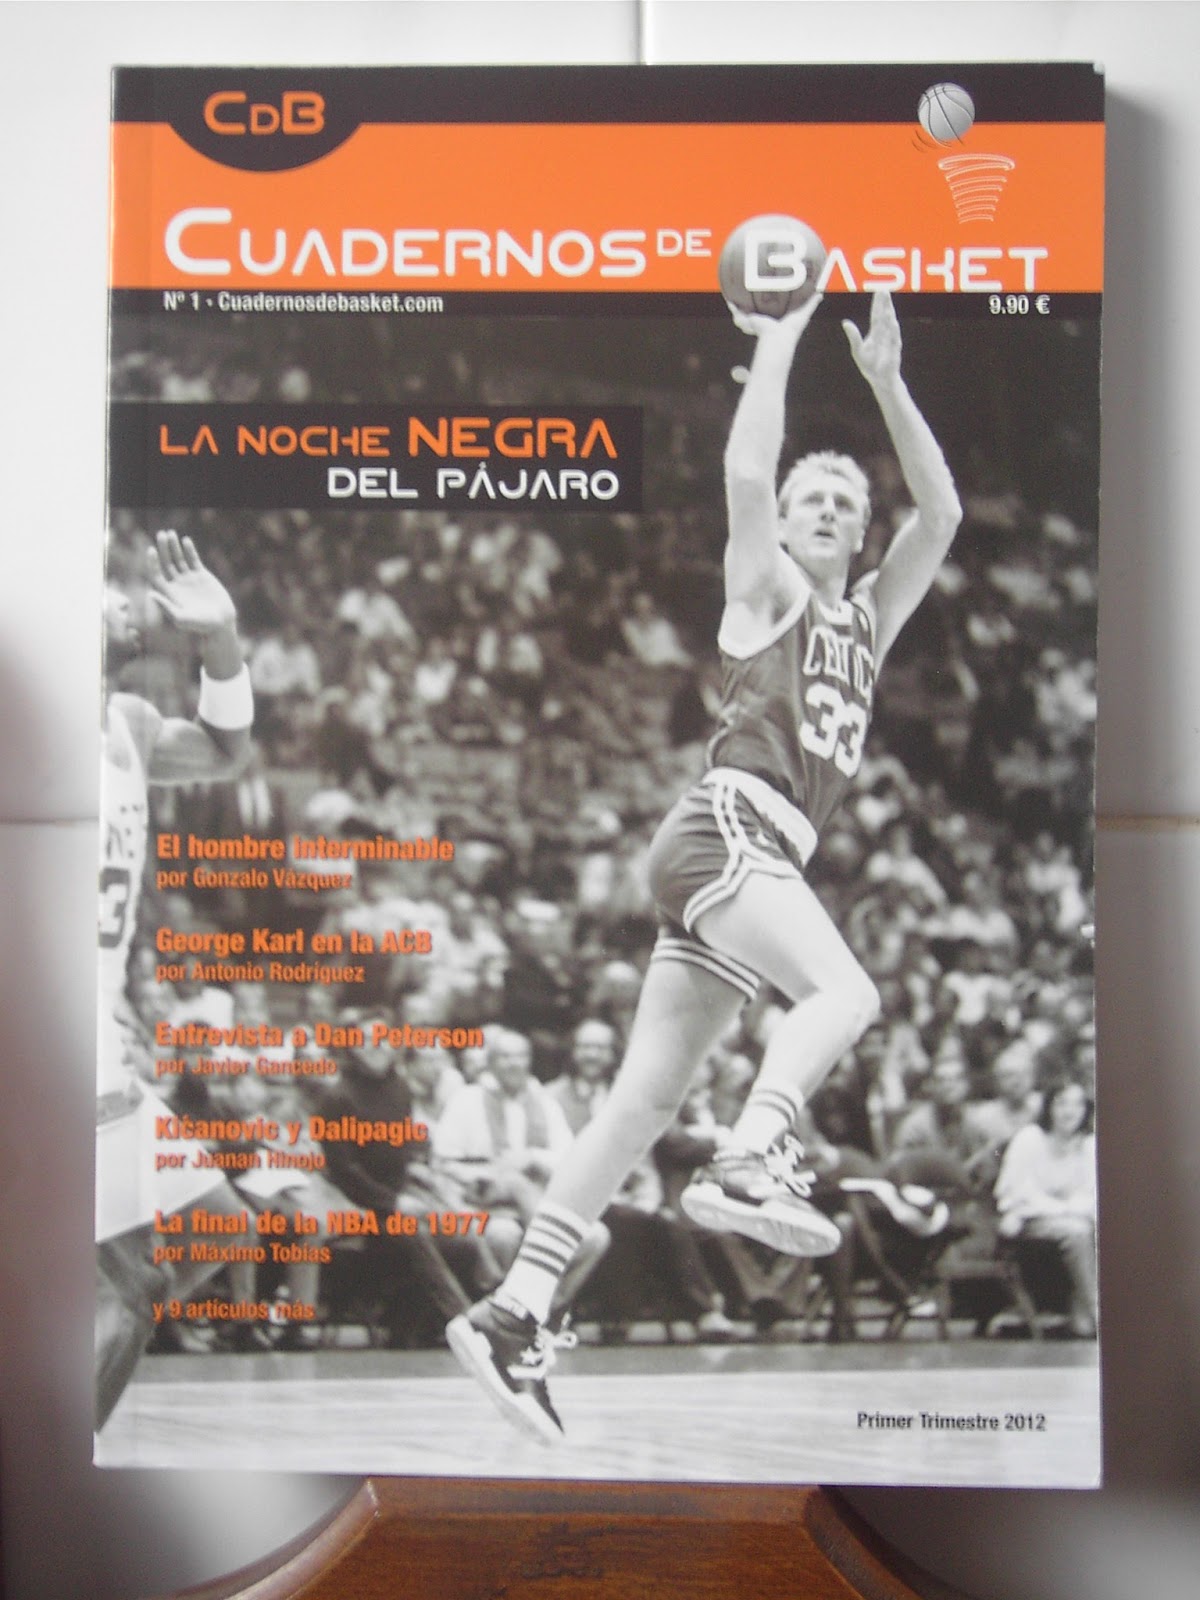 CDB
CUADERNOS DE BASKET
Nº 1 • Cuadernosdebasket.com
9.90 €
LA NOCHE NEGRA
DEL PÁJARO
CELTICS
33
El hombre interminable
por Gonzalo Vázquez
3
George Karl en la ACB
por Antonio Rodríguez
Entrevista a Dan Peterson
por Javier Gancedo
Kićanovic y Dalipagic
por Juanan Hinojo
La final de la NBA de 1977
por Máximo Tobías
y 9 artículos más
Primer Trimestre 2012